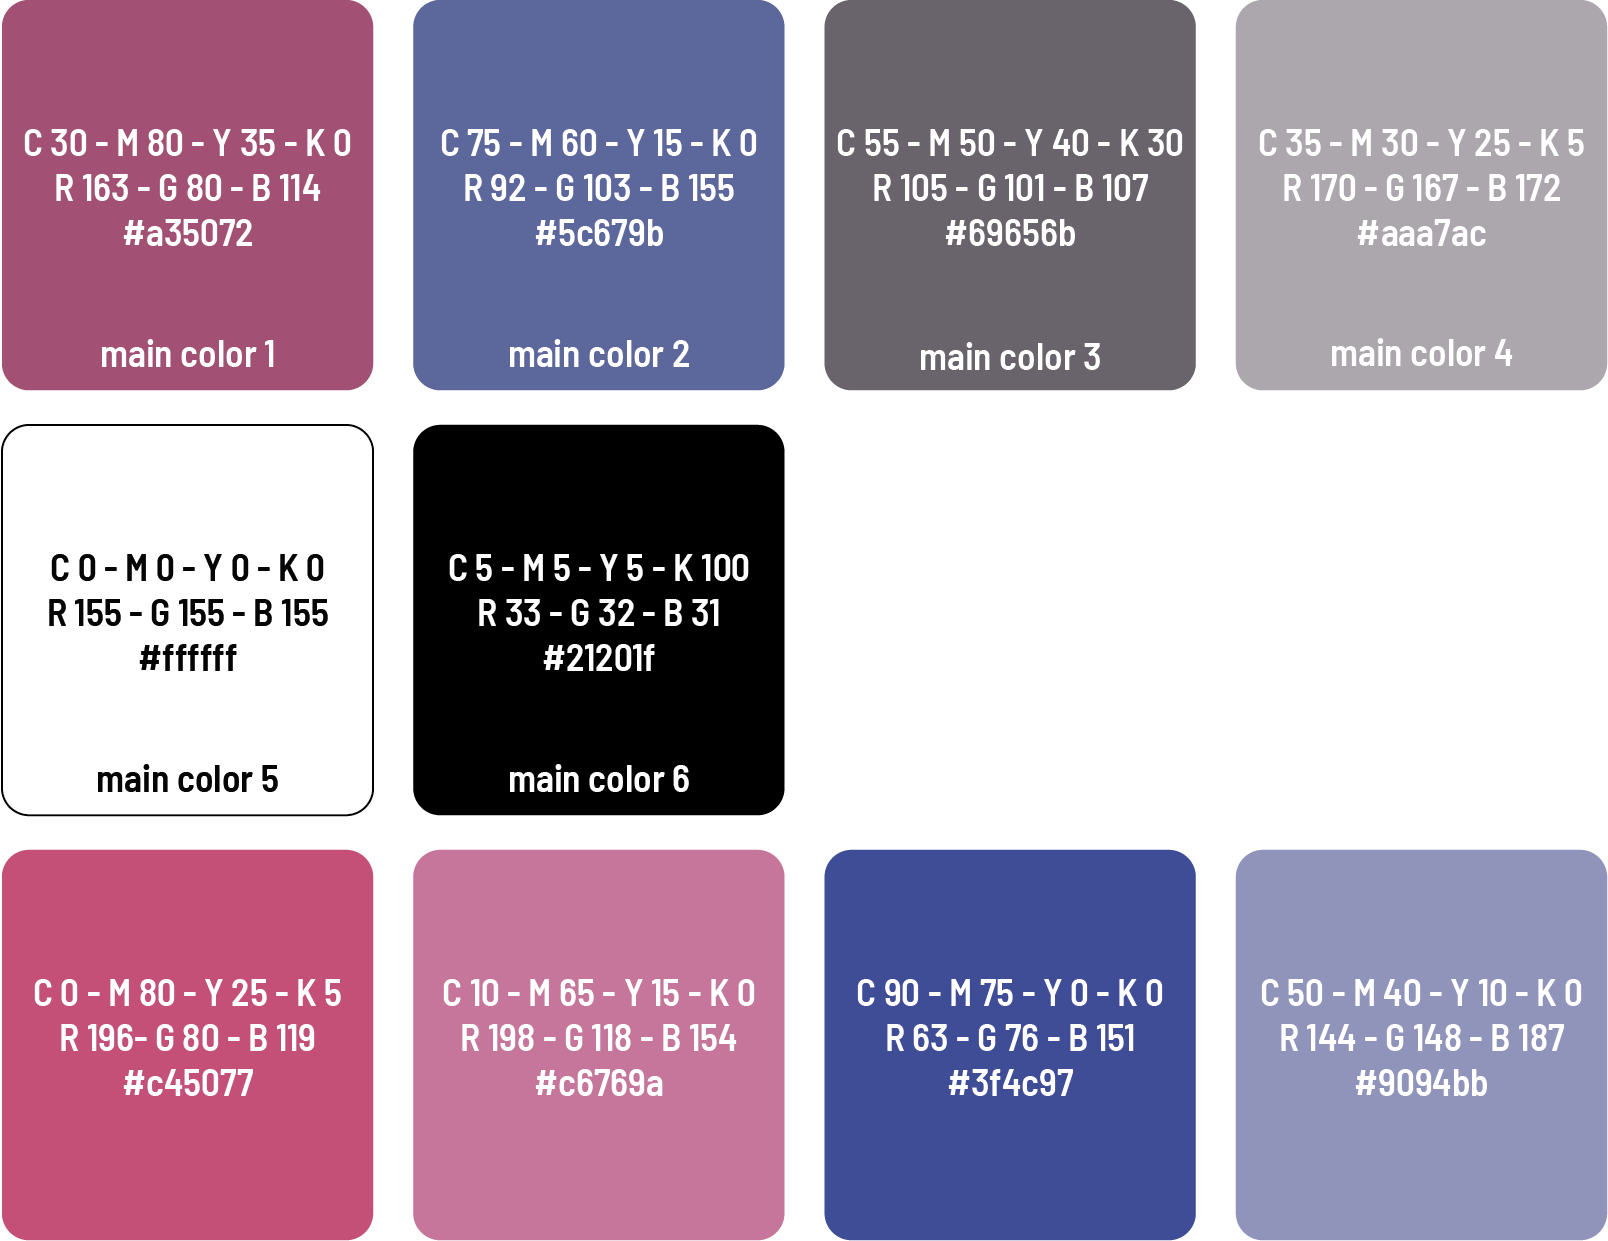 C 30 - M 80 - Y 35 - K 0
R 163 - G 80 - B 114
#a35072
main color 1
C 75 - M 60 - Y 15 - K 0
R 92 - G 103 - B 155
#5c679b
main color 2
C 55 - M 50 - Y 40 - K 30
R 105 - G 101 - B 107
#69656b
main color 3
C 35 - M 30 - Y 25 - K 5
R 170 - G 167 - B 172
#aaa7ac
main color 4
C 0 - M 0 - Y 0 - K 0
R 155 - G 155 - B 155
#ffffff
main color 5
C 5 - M 5 - Y 5 - K 100
R 33 - G 32 - B 31
#21201f
main color 6
C 0 - M 80 - Y 25 - K 5
R 196- G 80 - B 119
#c45077
C 10 - M 65 - Y 15 - K 0
R 198 - G 118 - B 154
#c6769a
C 90 - M 75 - Y 0 - K 0
R 63 - G 76 - B 151
#3f4c97
C 50 - M 40 - Y 10 - K 0
R 144 - G 148 - B 187
#9094bb